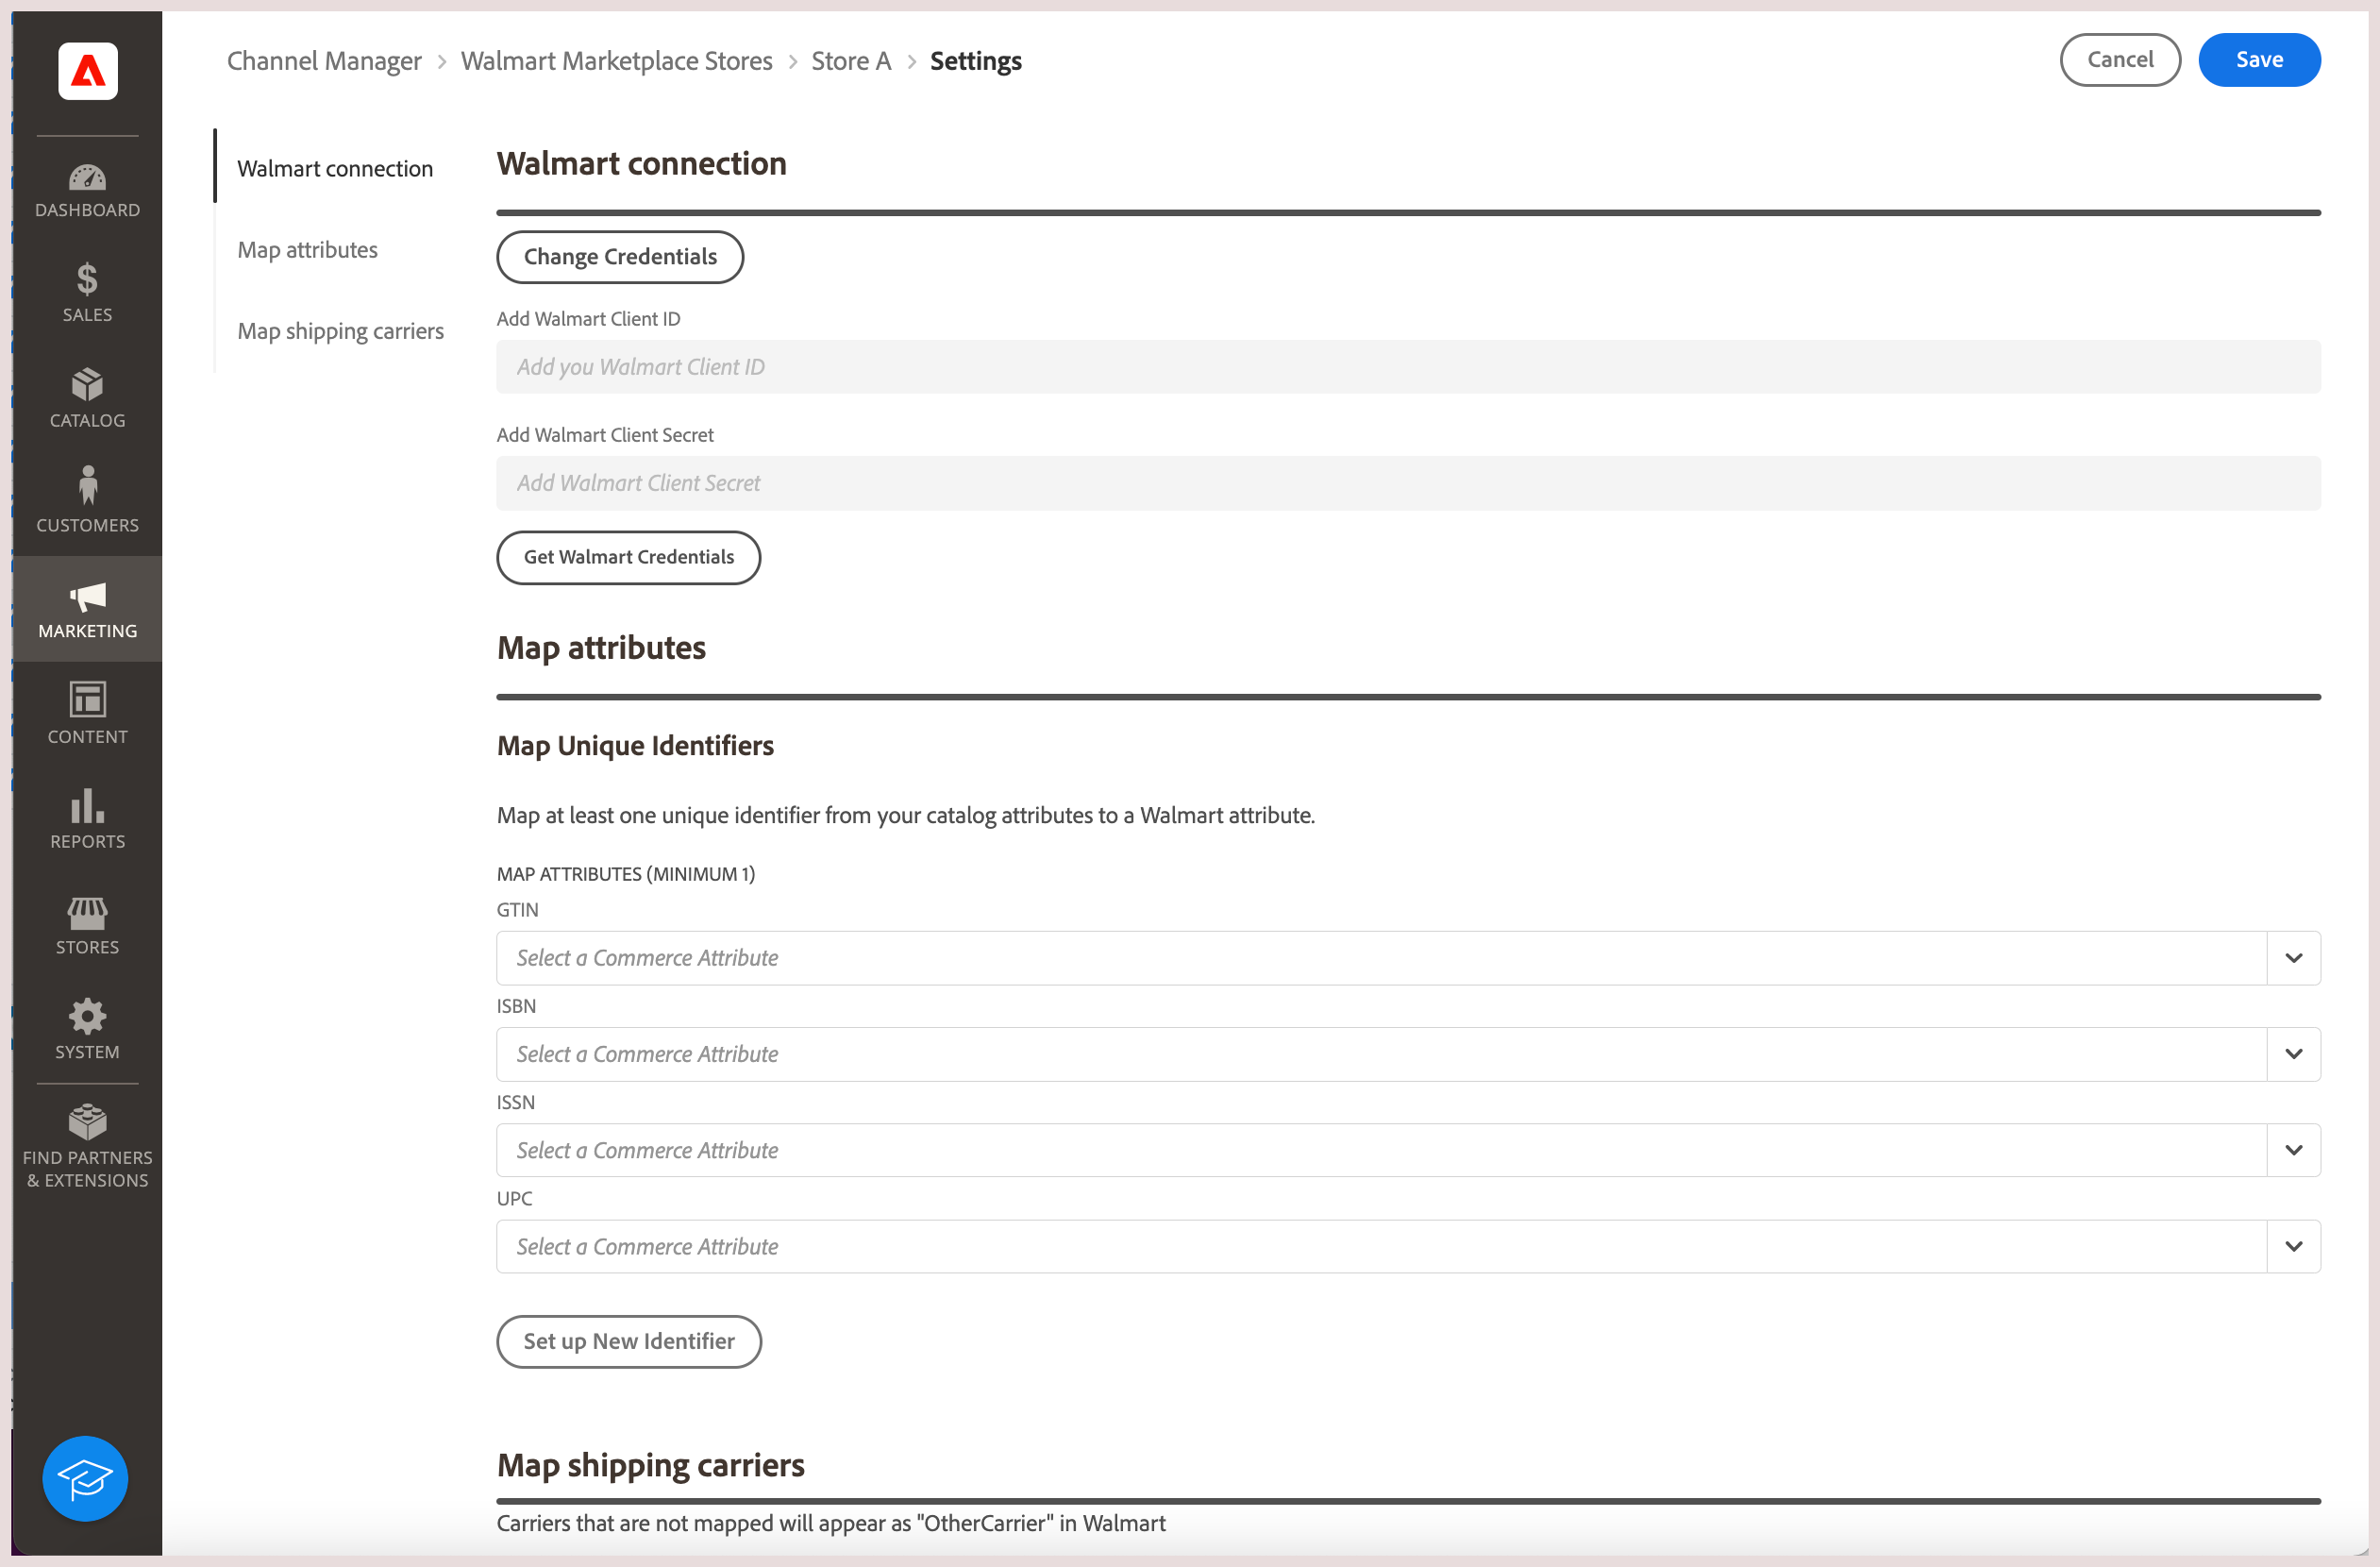 Channel Manager > Walmart Marketplace Stores > Store A > Settings
Cancel
Save
DASHBOARD
$
SALES
CATALOG
CUSTOMERS
MARKETING
CONTENT
REPORTS
STORES
SYSTEM
FIND PARTNERS
& EXTENSIONS
Walmart connection
Map attributes
Map shipping carriers
Walmart connection
Change Credentials
Add Walmart Client ID
Add you Walmart Client ID
Add Walmart Client Secret
Add Walmart Client Secret
Get Walmart Credentials
Map attributes
Map Unique Identifiers
Map at least one unique identifier from your catalog attributes to a Walmart attribute.
MAP ATTRIBUTES (MINIMUM 1)
GTIN
Select a Commerce Attribute
ISBN
Select a Commerce Attribute
ISSN
Select a Commerce Attribute
UPC
Select a Commerce Attribute
Set up New Identifier
Map shipping carriers
Carriers that are not mapped will appear as "OtherCarrier" in Walmart